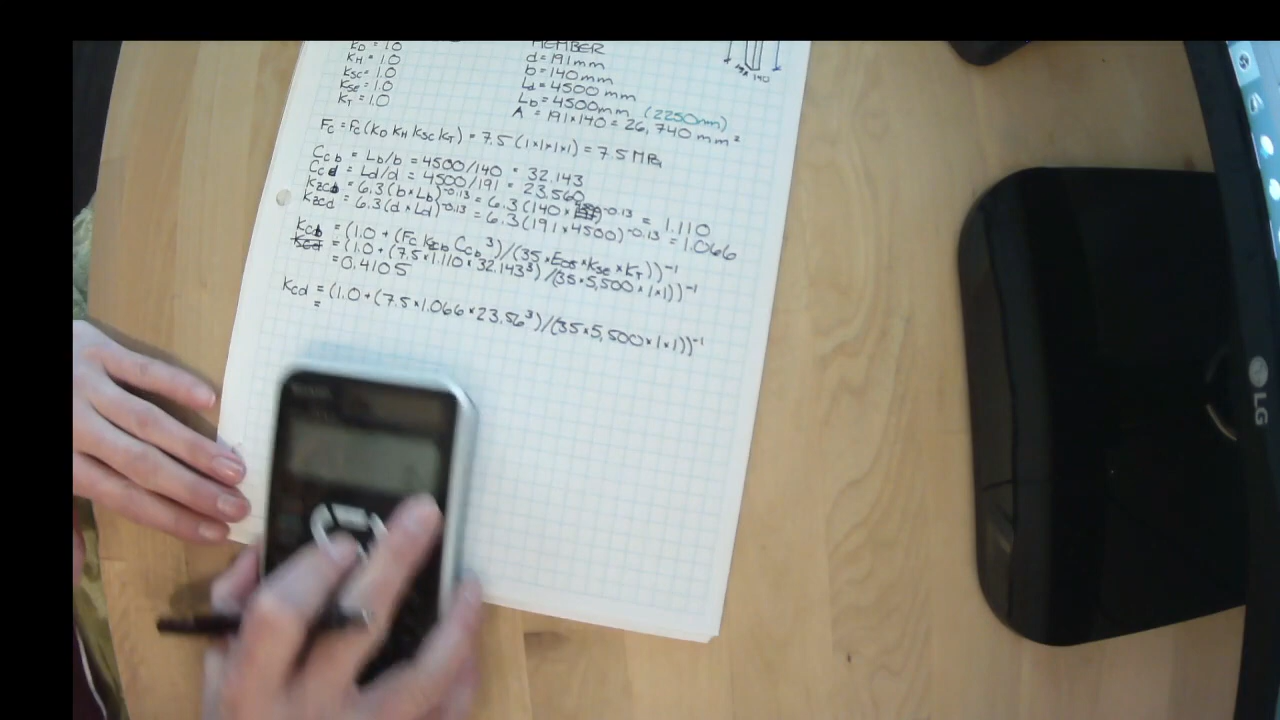 KD = 1.0
KH = 1.0
KSC = 1.0
KSE = 1.0
KT = 1.0
MEMBER
d = 191mm
b = 140mm
Ld = 4500 mm
Lb = 4500mm (2250mm)
A = 191×140 = 26,740 mm²
190
Fc = fc(KD KH KSC KT) = 7.5 (1×1×1×1) = 7.5 MPa
Ccb = Lb/b = 4500/140 = 32.143
Ccd = Ld/d = 4500/191 = 23.560
KZcb = 6.3(b×Lb)^-0.13 = 6.3(140× )^-0.13 = 1.110
KZcd = 6.3(d×Ld)^-0.13 = 6.3(191×4500)^-0.13 = 1.066
Kcb = (1.0 + (Fc KZcb Ccb³)/(35×E05×KSE×KT))^-1
Kcd = (1.0 + (7.5×1.110×32.143³)/(35×5,500×1×1))^-1
= 0.4105
Kcd = (1.0 + (7.5×1.066×23.56³)/(35×5,500×1×1))^-1
=
LG